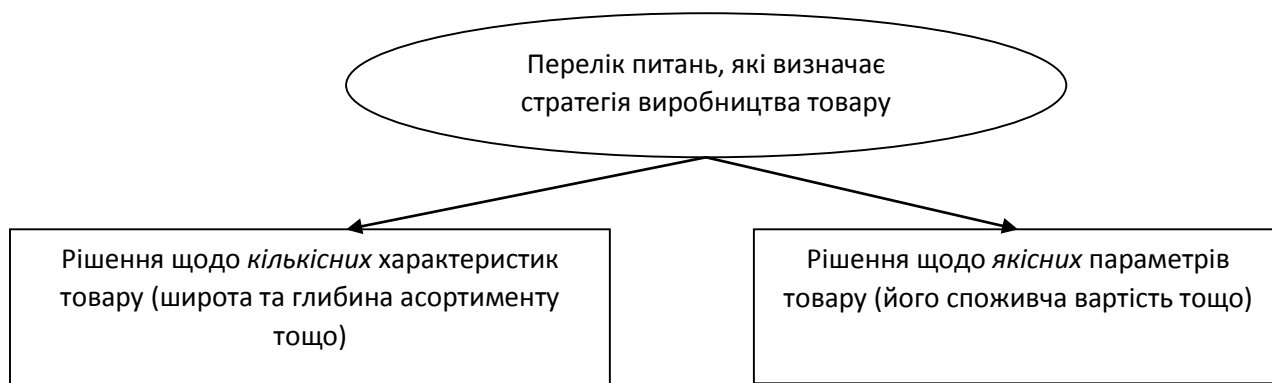 Перелік питань, які визначає
стратегія виробництва товару
Рішення щодо кількісних характеристик
товару (широта та глибина асортименту
тощо)
Рішення щодо якісних параметрів
товару (його споживча вартість тощо)